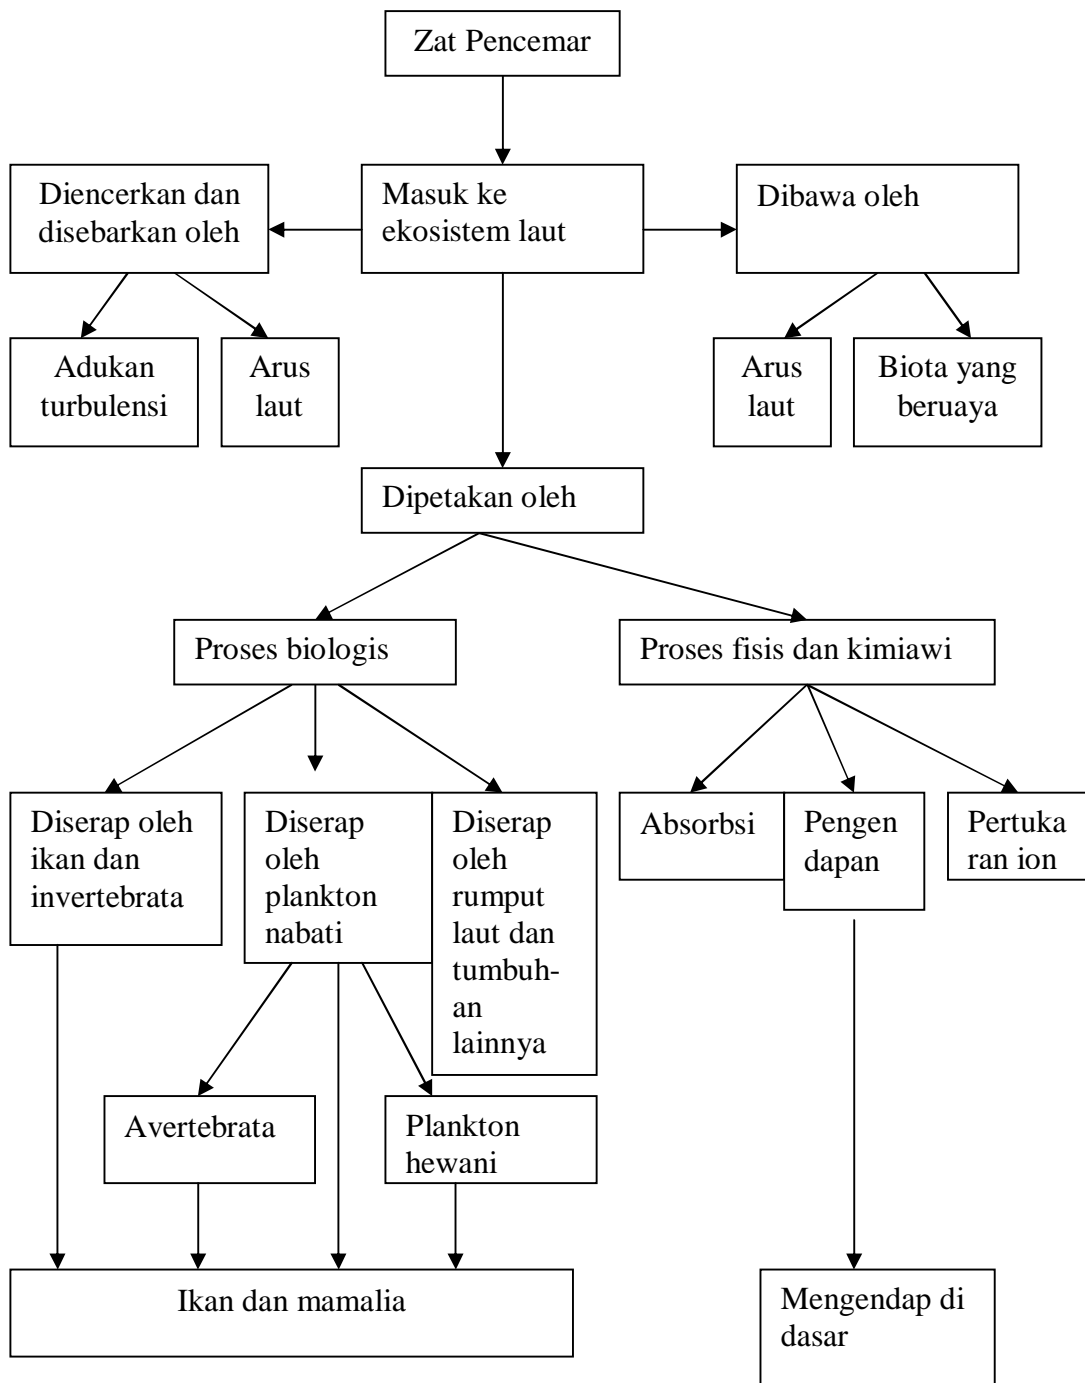 Zat Pencemar
Diencerkan dan
disebarkan oleh
Masuk ke
ekosistem laut
Dibawa oleh
Adukan
turbulensi
Arus
laut
Arus
laut
Biota yang
beruaya
Dipetakan oleh
Proses biologis
Proses fisis dan kimiawi
Diserap oleh
ikan dan
invertebrata
Diserap
oleh
plankton
nabati
Diserap
oleh
rumput
laut dan
tumbuh-
an
lainnya
Absorbsi
Pengen
dapan
Pertuka
ran ion
Avertebrata
Plankton
hewani
Ikan dan mamalia
Mengendap di
dasar